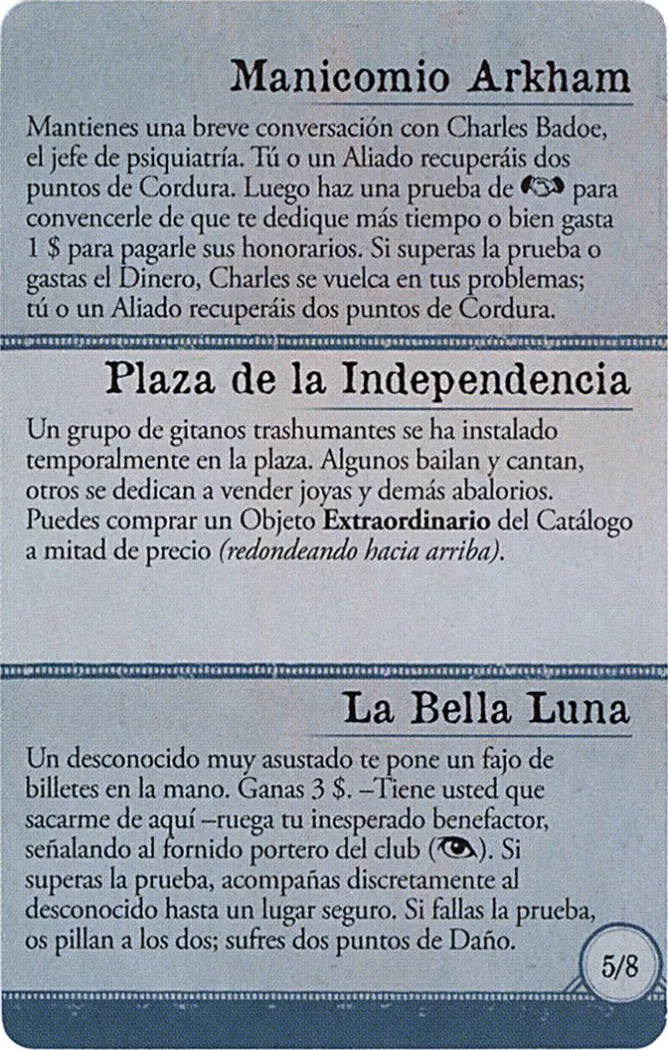 Manicomio Arkham
Mantienes una breve conversación con Charles Badoe,
el jefe de psiquiatría. Tú o un Aliado recuperáis dos
puntos de Cordura. Luego haz una prueba de para
convencerle de que te dedique más tiempo o bien gasta
1 $ para pagarle sus honorarios. Si superas la prueba o
gastas el Dinero, Charles se vuelca en tus problemas;
tú o un Aliado recuperáis dos puntos de Cordura.
Plaza de la Independencia
Un grupo de gitanos trashumantes se ha instalado
temporalmente en la plaza. Algunos bailan y cantan,
otros se dedican a vender joyas y demás abalorios.
Puedes comprar un Objeto Extraordinario del Catálogo
a mitad de precio (redondeando hacia arriba).
La Bella Luna
Un desconocido muy asustado te pone un fajo de
billetes en la mano. Ganas 3 $. –Tiene usted que
sacarme de aquí –ruega tu inesperado benefactor,
señalando al fornido portero del club (). Si
superas la prueba, acompañas discretamente al
desconocido hasta un lugar seguro. Si fallas la prueba,
os pillan a los dos; sufres dos puntos de Daño.
5/8